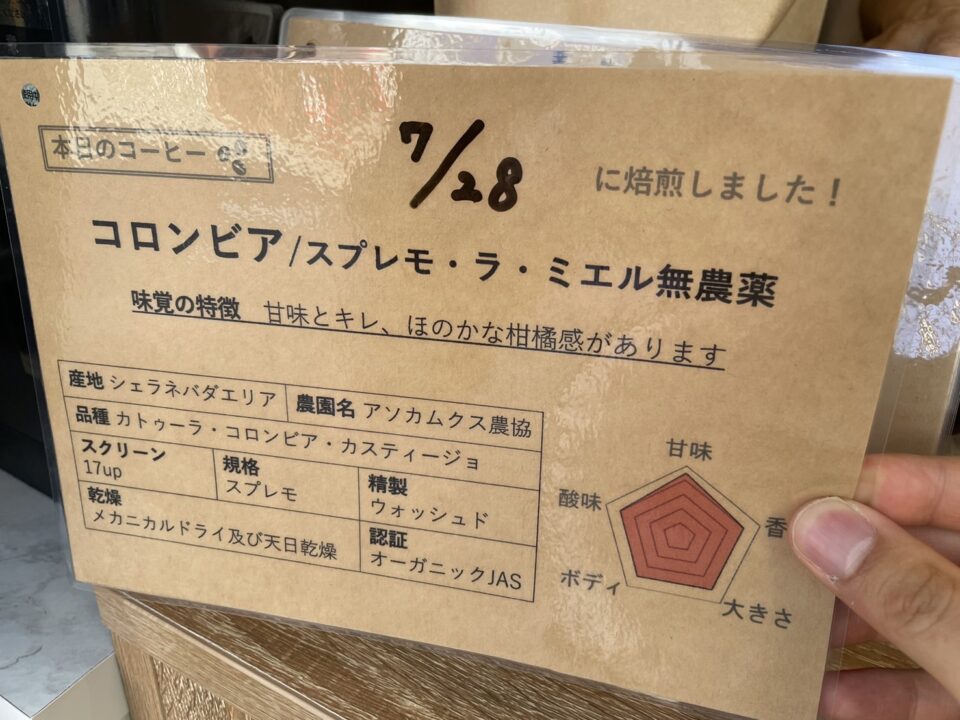 本日のコーヒー
7/28 に焙煎しました!
コロンビア/スプレモ・ラ・ミエル無農薬
味覚の特徴 甘味とキレ、ほのかな柑橘感があります
産地 シェラネバダエリア 農園名 アソカムクス農協
品種 カトゥーラ・コロンビア・カスティージョ
スクリーン 規格 精製
17up スプレモ ウォッシュド
乾燥 認証
メカニカルドライ及び天日乾燥 オーガニックJAS
甘味
酸味 香
ボディ 大きさ